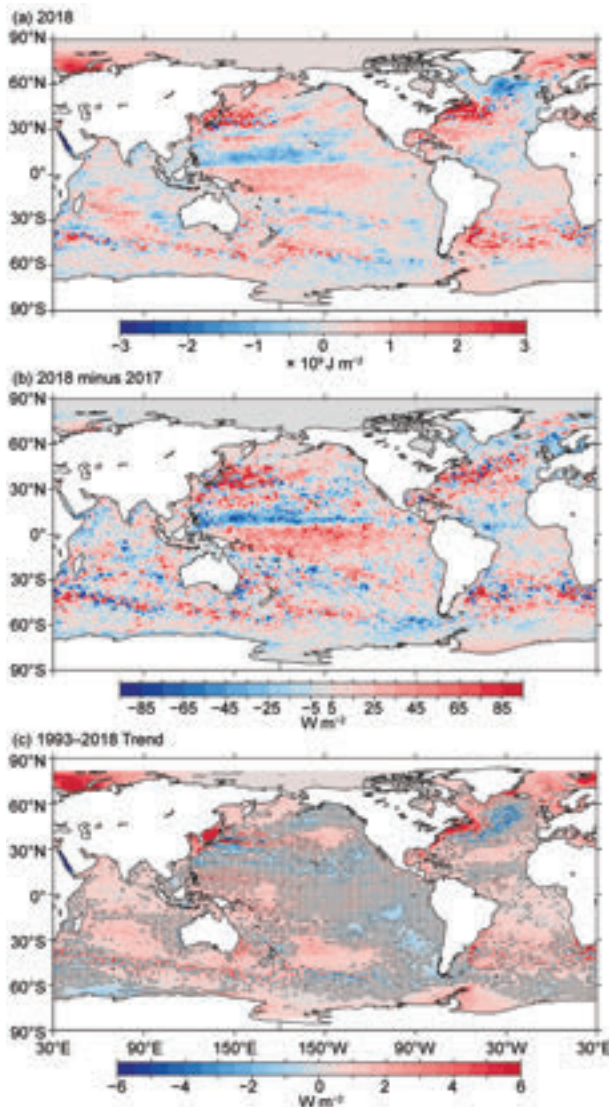 (a) 2018
90°N
60°N
30°N
0°
30°S
60°S
90°S
−3 −2 −1 0 1 2 3
× 10⁹ J m⁻²
(b) 2018 minus 2017
90°N
60°N
30°N
0°
30°S
60°S
90°S
−85 −65 −45 −25 −5 5 25 45 65 85
W m⁻²
(c) 1993–2018 Trend
90°N
60°N
30°N
0°
30°S
60°S
90°S
30°E 90°E 150°E 150°W 90°W 30°W 30°E
−6 −4 −2 0 2 4 6
W m⁻²